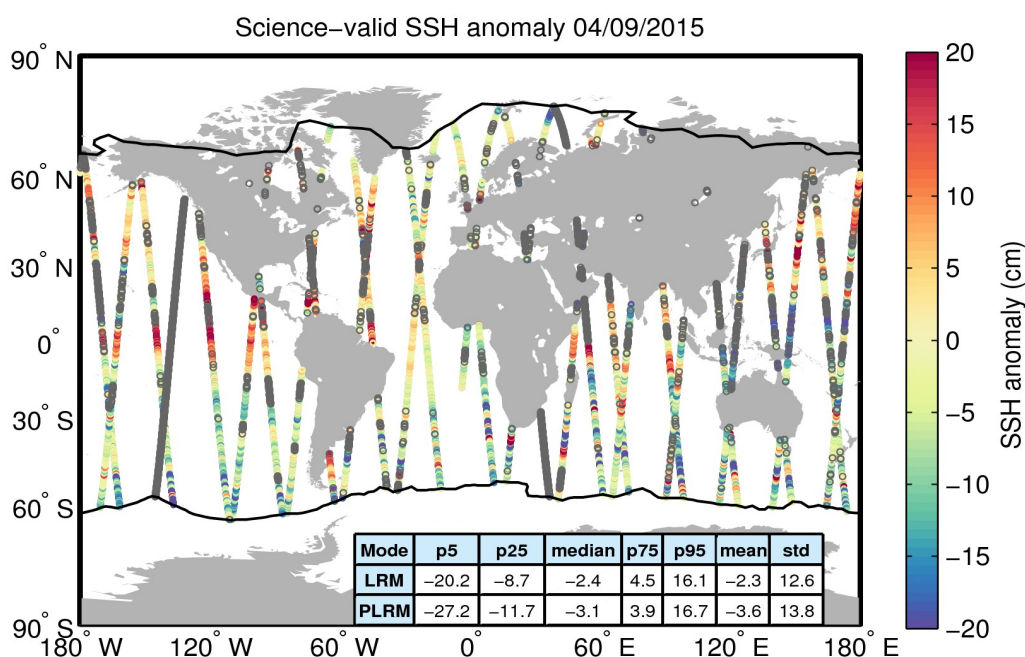 Science−valid SSH anomaly 04/09/2015
90° N
60° N
30° N
0°
30° S
60° S
90° S
180° W
120° W
60° W
0°
60° E
120° E
180° E
Mode p5 p25 median p75 p95 mean std
LRM −20.2 −8.7 −2.4 4.5 16.1 −2.3 12.6
PLRM −27.2 −11.7 −3.1 3.9 16.7 −3.6 13.8
20
15
10
5
0
−5
−10
−15
−20
SSH anomaly (cm)